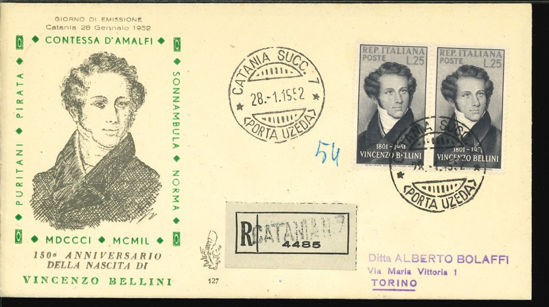 GIORNO DI EMISSIONE
Catania 28 Gennaio 1952
CONTESSA D'AMALFI
PURITANI ◆ PIRATA
SONNAMBULA ◆ NORMA
MDCCCI ◆ MCMIL
150° ANNIVERSARIO
DELLA NASCITA DI
VINCENZO BELLINI
CATANIA SUCC. 7
28.-1.1952
(PORTA UZEDA)
54
REP. ITALIANA
POSTE L.25
1801-1951
VINCENZO BELLINI
REP. ITALIANA
POSTE L.25
1801-1951
VINCENZO BELLINI
(PORTA UZEDA)
R CATANIA 7
4485
127
Ditta ALBERTO BOLAFFI
Via Maria Vittoria 1
TORINO